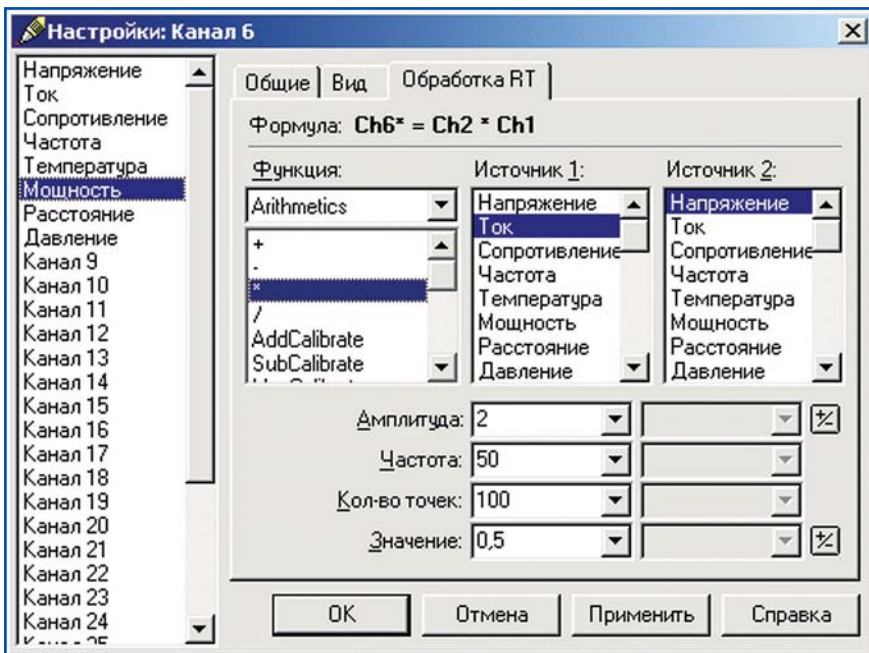 Настройки: Канал 6
Напряжение
Ток
Сопротивление
Частота
Температура
Мощность
Расстояние
Давление
Канал 9
Канал 10
Канал 11
Канал 12
Канал 13
Канал 14
Канал 15
Канал 16
Канал 17
Канал 18
Канал 19
Канал 20
Канал 21
Канал 22
Канал 23
Канал 24
Общие
Вид
Обработка RT
Формула: Ch6* = Ch2 * Ch1
Функция:
Arithmetics
+
-
*
/
AddCalibrate
SubCalibrate
Источник 1:
Напряжение
Ток
Сопротивление
Частота
Температура
Мощность
Расстояние
Давление
Источник 2:
Напряжение
Ток
Сопротивление
Частота
Температура
Мощность
Расстояние
Давление
Амплитуда: 2
Частота: 50
Кол-во точек: 100
Значение: 0,5
OK
Отмена
Применить
Справка